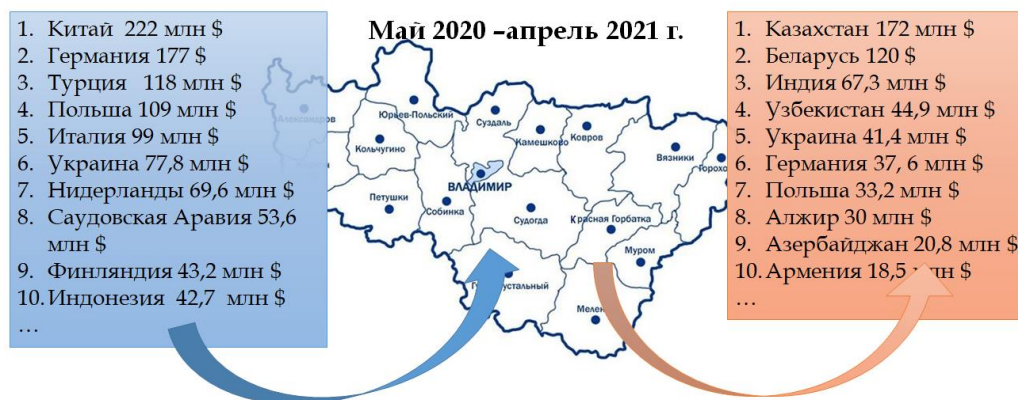 Май 2020 –апрель 2021 г.
1. Китай 222 млн $
2. Германия 177 $
3. Турция 118 млн $
4. Польша 109 млн $
5. Италия 99 млн $
6. Украина 77,8 млн $
7. Нидерланды 69,6 млн $
8. Саудовская Аравия 53,6
млн $
9. Финляндия 43,2 млн $
10. Индонезия 42,7 млн $
…
Александров
Юрьев-Польский
Кольчугино
Суздаль
Камешково
Ковров
Вязники
ВЛАДИМИР
Петушки
Собинка
Судогда
Красная Горбатка
Муром
1. Казахстан 172 млн $
2. Беларусь 120 $
3. Индия 67,3 млн $
4. Узбекистан 44,9 млн $
5. Украина 41,4 млн $
6. Германия 37, 6 млн $
7. Польша 33,2 млн $
8. Алжир 30 млн $
9. Азербайджан 20,8 млн $
10. Армения 18,5 млн $
…